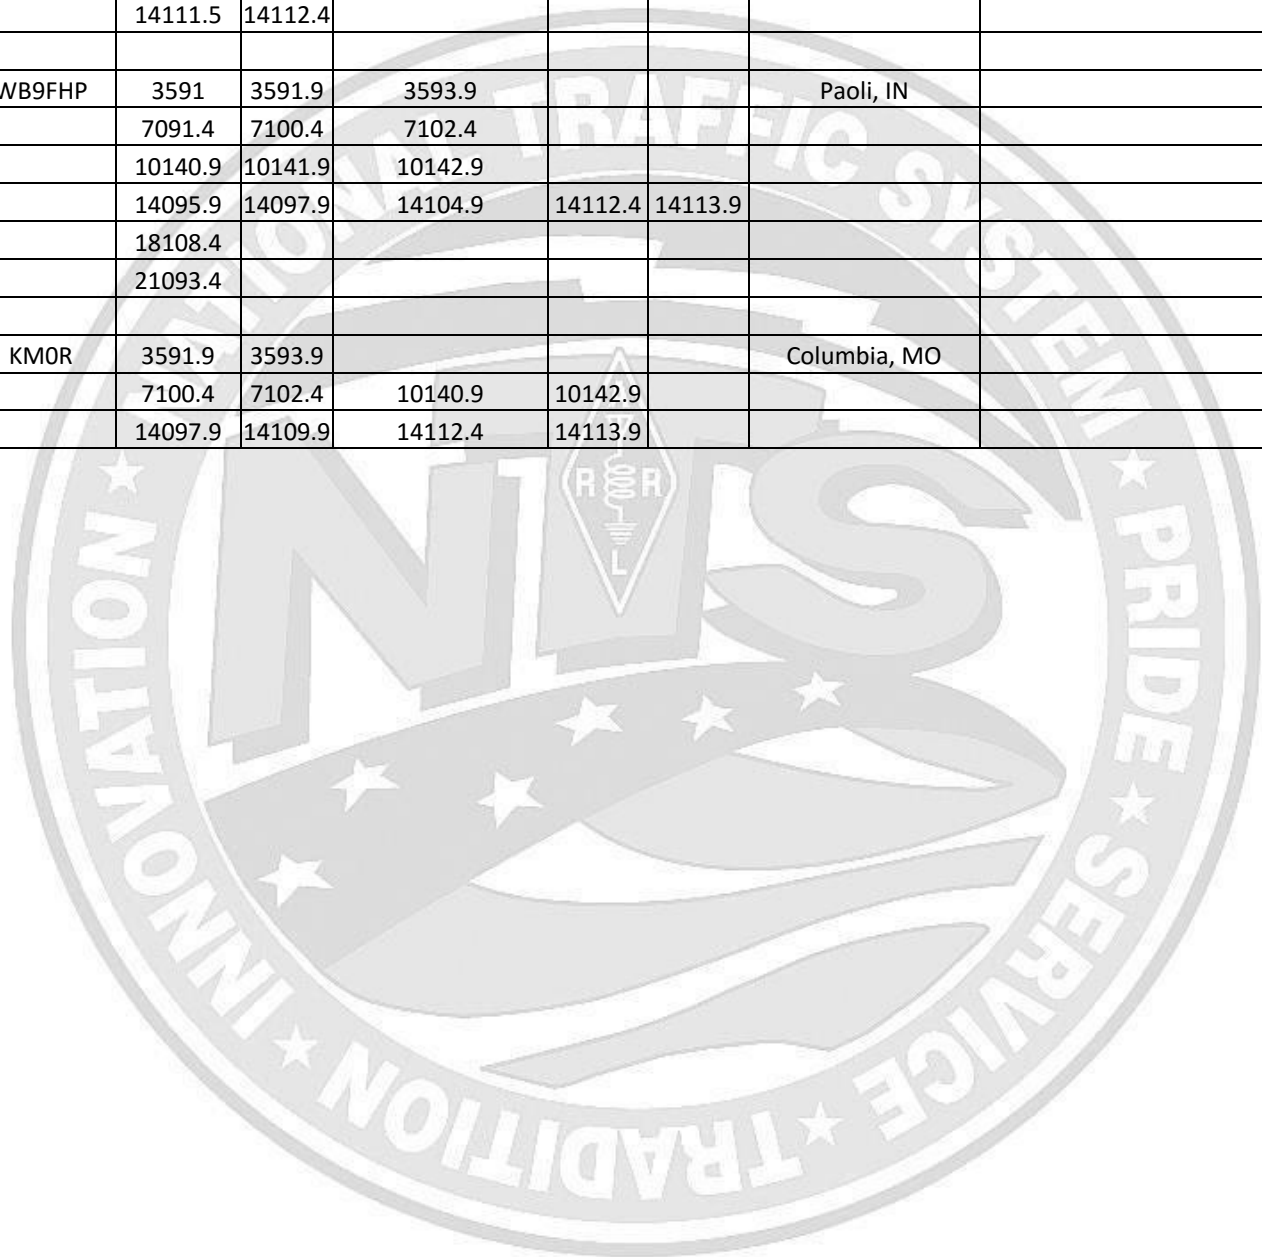 14111.5 14112.4
WB9FHP 3591 3591.9 3593.9 Paoli, IN
7091.4 7100.4 7102.4
10140.9 10141.9 10142.9
14095.9 14097.9 14104.9 14112.4 14113.9
18108.4
21093.4
KM0R 3591.9 3593.9 Columbia, MO
7100.4 7102.4 10140.9 10142.9
14097.9 14109.9 14112.4 14113.9
NATIONAL TRAFFIC SYSTEM
NTS
A
R R
L
INNOVATION ★ TRADITION ★ SERVICE ★ PRIDE